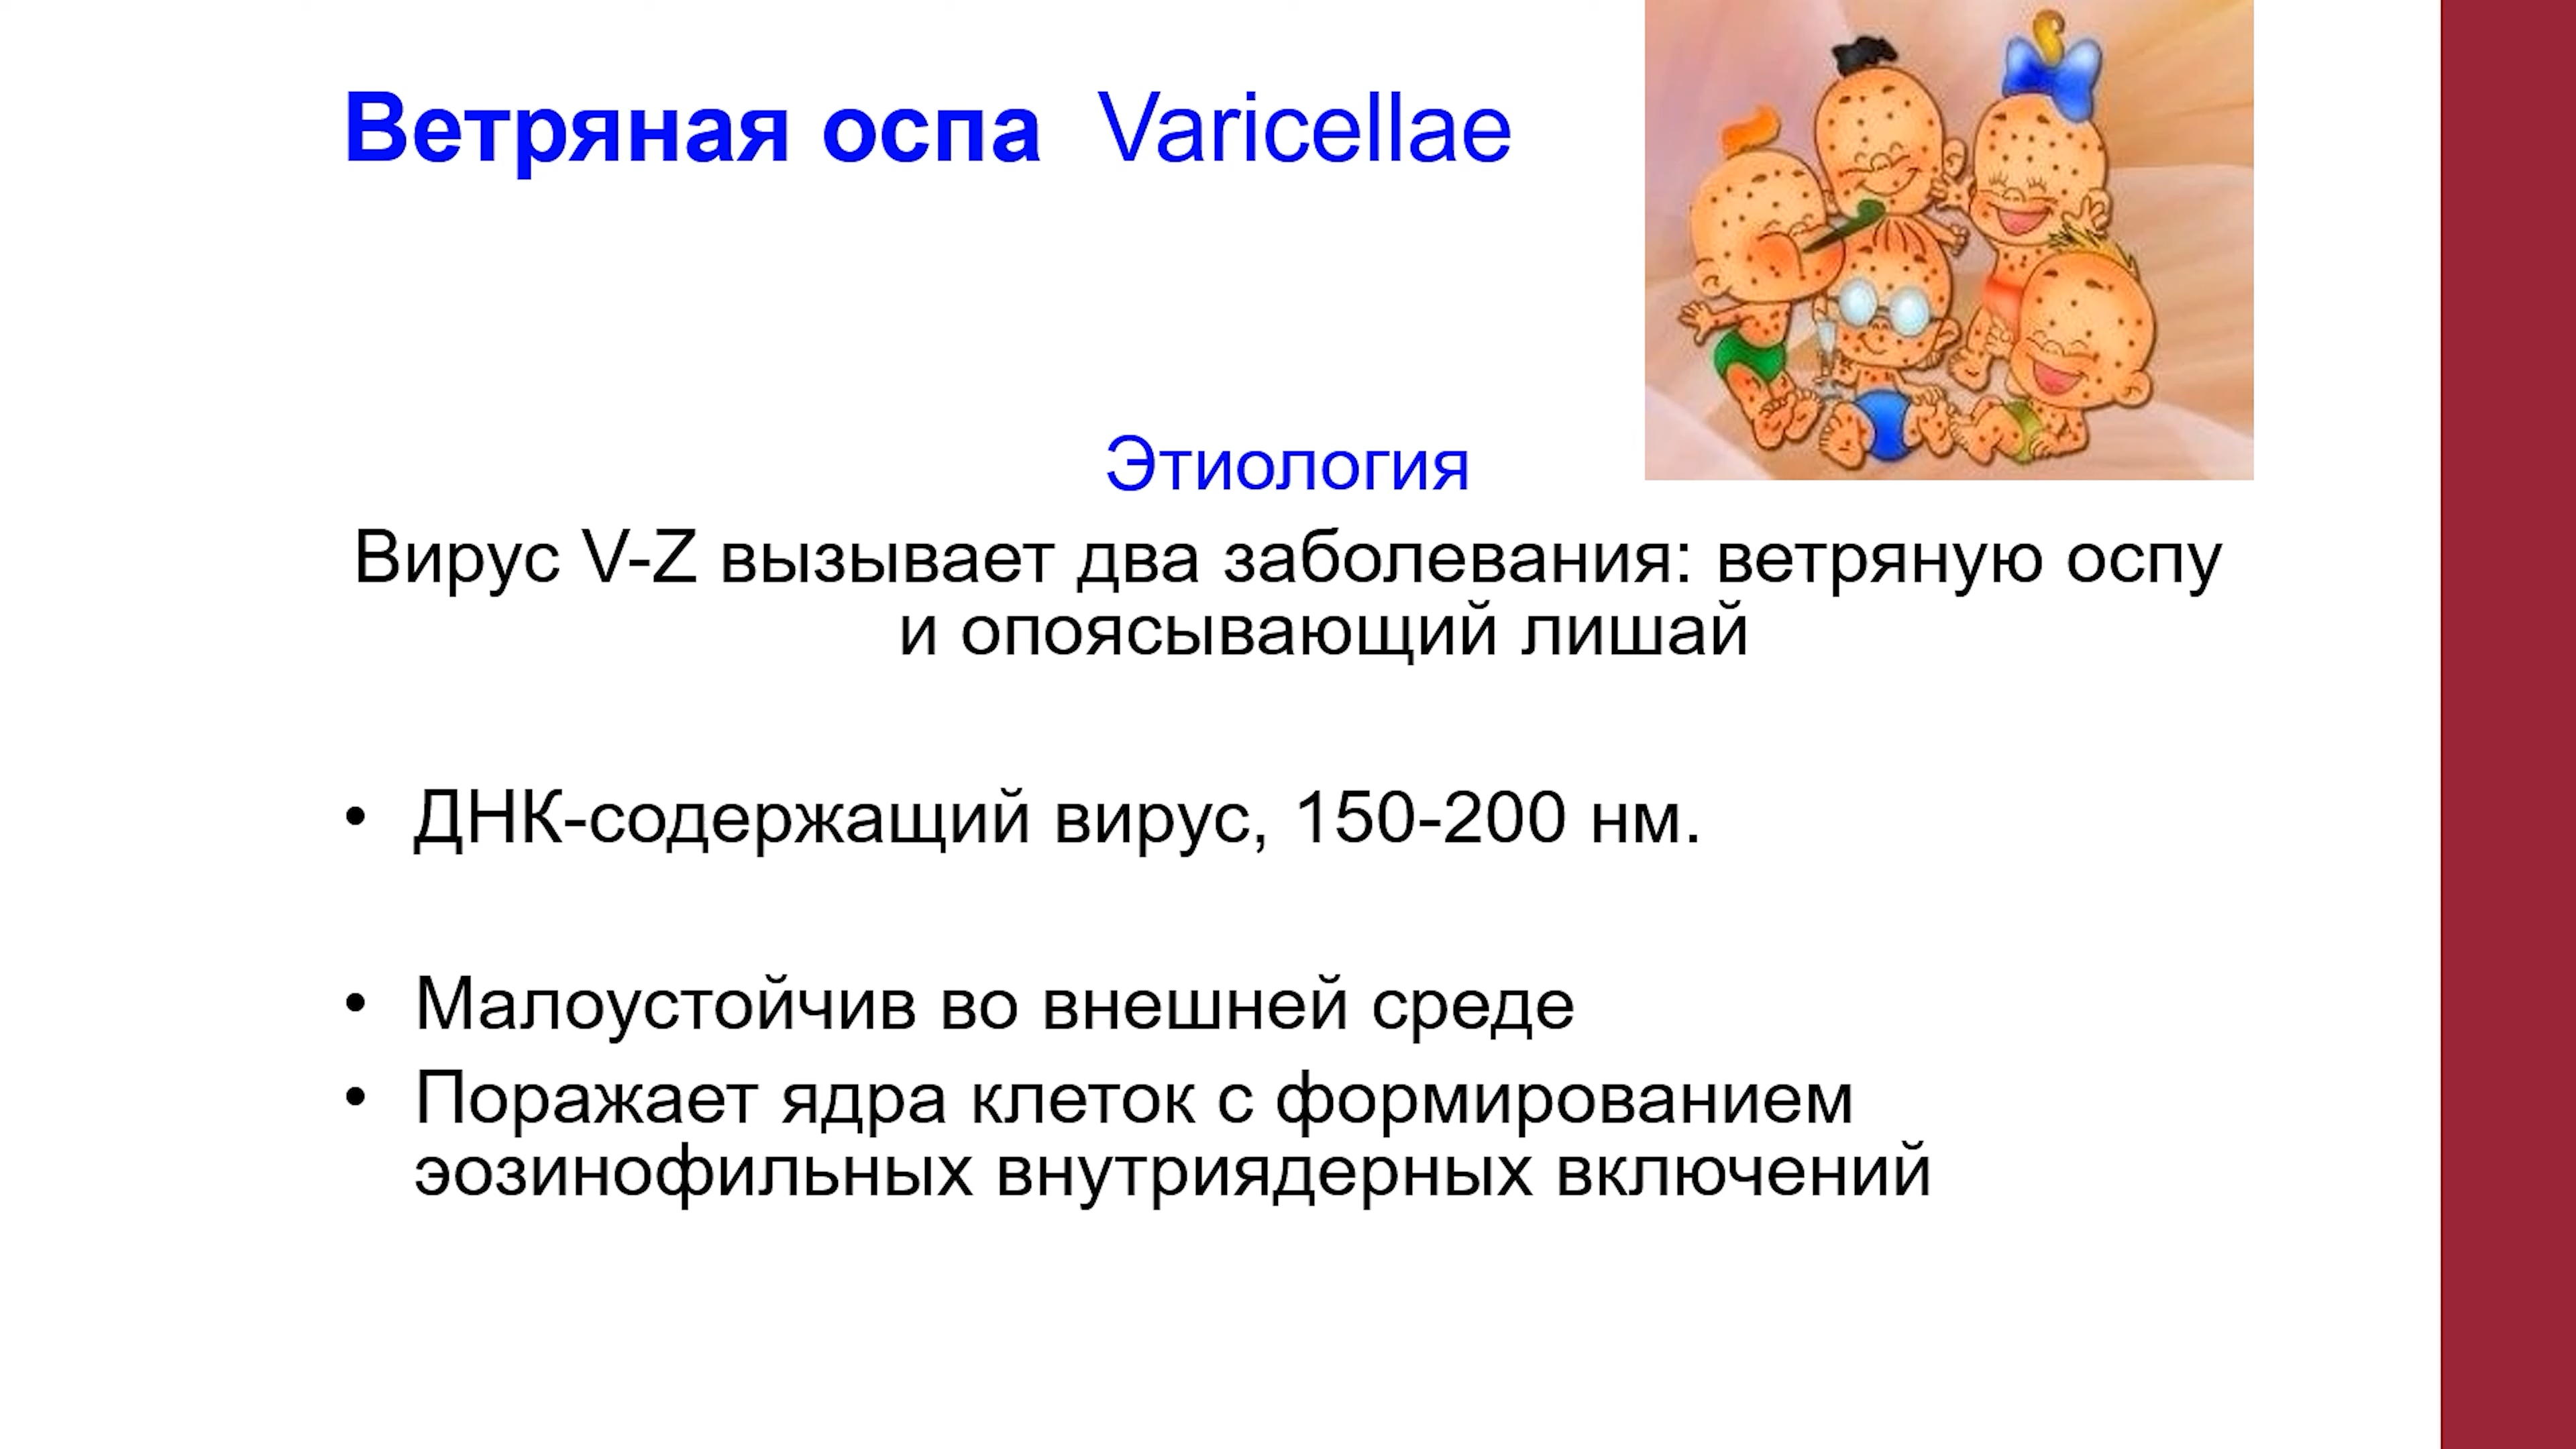 Ветряная оспа Varicellae
Этиология
Вирус V-Z вызывает два заболевания: ветряную оспу
и опоясывающий лишай
• ДНК-содержащий вирус, 150-200 нм.
• Малоустойчив во внешней среде
• Поражает ядра клеток с формированием
эозинофильных внутриядерных включений